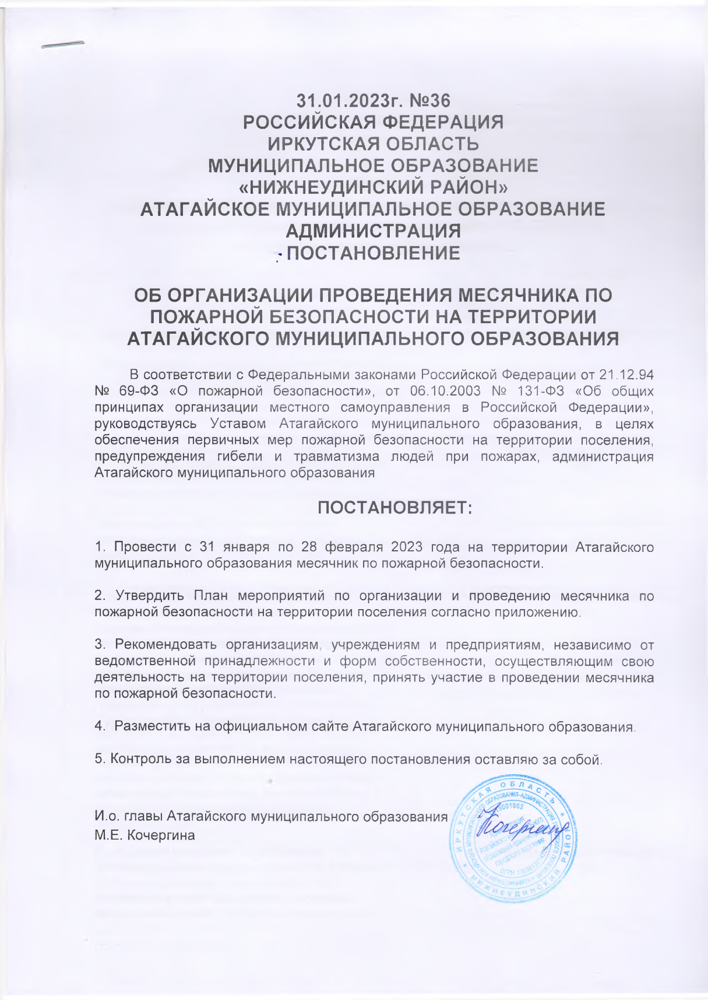 31.01.2023г. №36
РОССИЙСКАЯ ФЕДЕРАЦИЯ
ИРКУТСКАЯ ОБЛАСТЬ
МУНИЦИПАЛЬНОЕ ОБРАЗОВАНИЕ
«НИЖНЕУДИНСКИЙ РАЙОН»
АТАГАЙСКОЕ МУНИЦИПАЛЬНОЕ ОБРАЗОВАНИЕ
АДМИНИСТРАЦИЯ
ПОСТАНОВЛЕНИЕ
ОБ ОРГАНИЗАЦИИ ПРОВЕДЕНИЯ МЕСЯЧНИКА ПО
ПОЖАРНОЙ БЕЗОПАСНОСТИ НА ТЕРРИТОРИИ
АТАГАЙСКОГО МУНИЦИПАЛЬНОГО ОБРАЗОВАНИЯ
В соответствии с Федеральными законами Российской Федерации от 21.12.94
№ 69-ФЗ «О пожарной безопасности», от 06.10.2003 № 131-ФЗ «Об общих
принципах организации местного самоуправления в Российской Федерации»,
руководствуясь Уставом Атагайского муниципального образования, в целях
обеспечения первичных мер пожарной безопасности на территории поселения,
предупреждения гибели и травматизма людей при пожарах, администрация
Атагайского муниципального образования
ПОСТАНОВЛЯЕТ:
1. Провести с 31 января по 28 февраля 2023 года на территории Атагайского
муниципального образования месячник по пожарной безопасности.
2. Утвердить План мероприятий по организации и проведению месячника по
пожарной безопасности на территории поселения согласно приложению.
3. Рекомендовать организациям, учреждениям и предприятиям, независимо от
ведомственной принадлежности и форм собственности, осуществляющим свою
деятельность на территории поселения, принять участие в проведении месячника
по пожарной безопасности.
4. Разместить на официальном сайте Атагайского муниципального образования.
5. Контроль за выполнением настоящего постановления оставляю за собой.
И.о. главы Атагайского муниципального образования
М.Е. Кочергина
ИРКУТСКАЯ ОБЛАСТЬ * НИЖНЕУДИНСКИЙ РАЙОН *
Атагайского муниципального
образования-администрация
городского поселения
ОГРН